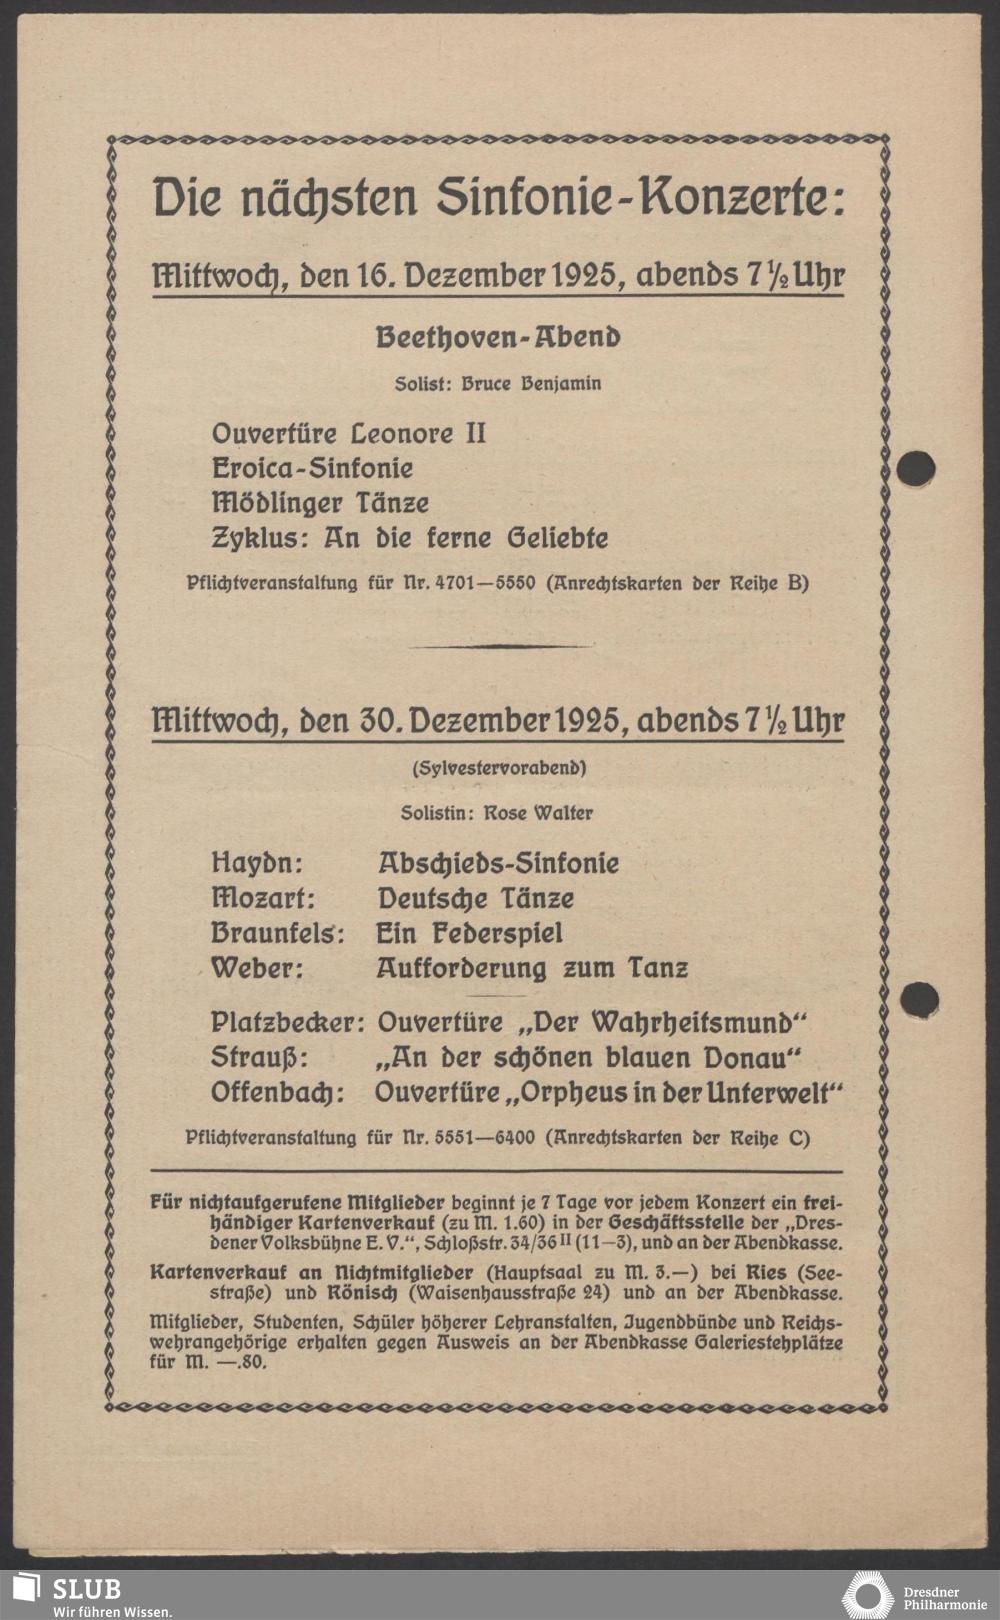 Die nächsten Sinfonie-Konzerte:
Mittwoch, den 16. Dezember 1925, abends 7 1/2 Uhr
Beethoven-Abend
Solist: Bruce Benjamin
Ouvertüre Leonore II
Eroica-Sinfonie
Mödlinger Tänze
Zyklus: An die ferne Geliebte
Pflichtveranstaltung für Nr. 4701—5550 (Anrechtskarten der Reihe B)
Mittwoch, den 30. Dezember 1925, abends 7 1/2 Uhr
(Sylvestervorabend)
Solistin: Rose Walter
Haydn: Abschieds-Sinfonie
Mozart: Deutsche Tänze
Braunfels: Ein Federspiel
Weber: Aufforderung zum Tanz
Platzbecker: Ouvertüre „Der Wahrheitsmund“
Strauß: „An der schönen blauen Donau“
Offenbach: Ouvertüre „Orpheus in der Unterwelt“
Pflichtveranstaltung für Nr. 5551—6400 (Anrechtskarten der Reihe C)
Für nichtaufgerufene Mitglieder beginnt je 7 Tage vor jedem Konzert ein frei-
händiger Kartenverkauf (zu M. 1.60) in der Geschäftsstelle der „Dres-
dener Volksbühne E. V.“, Schloßstr. 34/36 II (11—3), und an der Abendkasse.
Kartenverkauf an Nichtmitglieder (Hauptsaal zu M. 3.—) bei Ries (See-
straße) und Rönisch (Waisenhausstraße 24) und an der Abendkasse.
Mitglieder, Studenten, Schüler höherer Lehranstalten, Jugendbünde und Reichs-
wehrangehörige erhalten gegen Ausweis an der Abendkasse Galeriestehplätze
für M. —.80.
SLUB
Wir führen Wissen.
Dresdner
Philharmonie